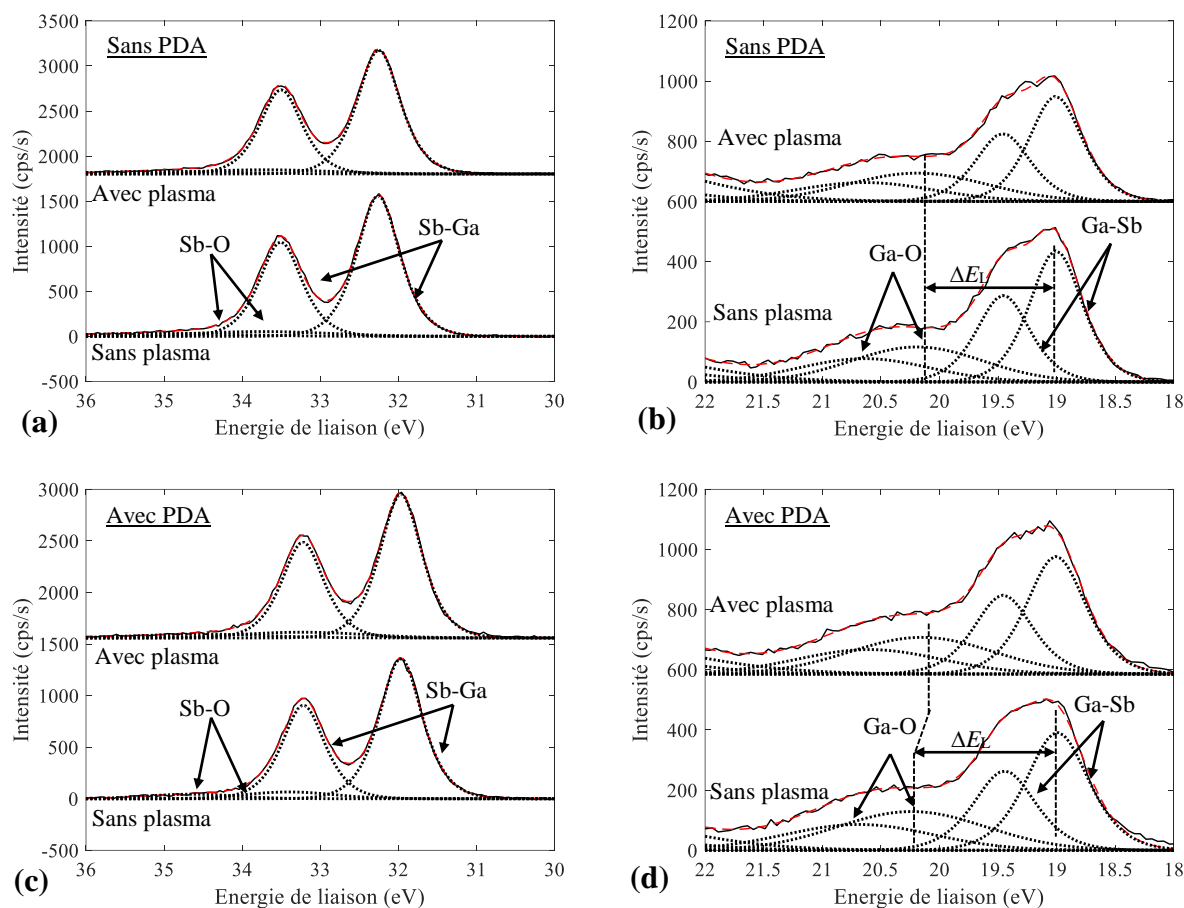 3500
3000
2500
2000
1500
1000
500
0
-500
36
35
34
33
32
31
30
Intensité (cps/s)
Energie de liaison (eV)
Sans PDA
Avec plasma
Sb-O
Sb-Ga
Sans plasma
(a)
1200
1000
800
600
400
200
0
22
21.5
21
20.5
20
19.5
19
18.5
18
Intensité (cps/s)
Energie de liaison (eV)
Sans PDA
Avec plasma
Ga-O
Ga-Sb
ΔEL
Sans plasma
(b)
3000
2500
2000
1500
1000
500
0
-500
36
35
34
33
32
31
30
Intensité (cps/s)
Energie de liaison (eV)
Avec PDA
Avec plasma
Sb-O
Sb-Ga
Sans plasma
(c)
1200
1000
800
600
400
200
0
22
21.5
21
20.5
20
19.5
19
18.5
18
Intensité (cps/s)
Energie de liaison (eV)
Avec PDA
Avec plasma
Ga-O
Ga-Sb
ΔEL
Sans plasma
(d)